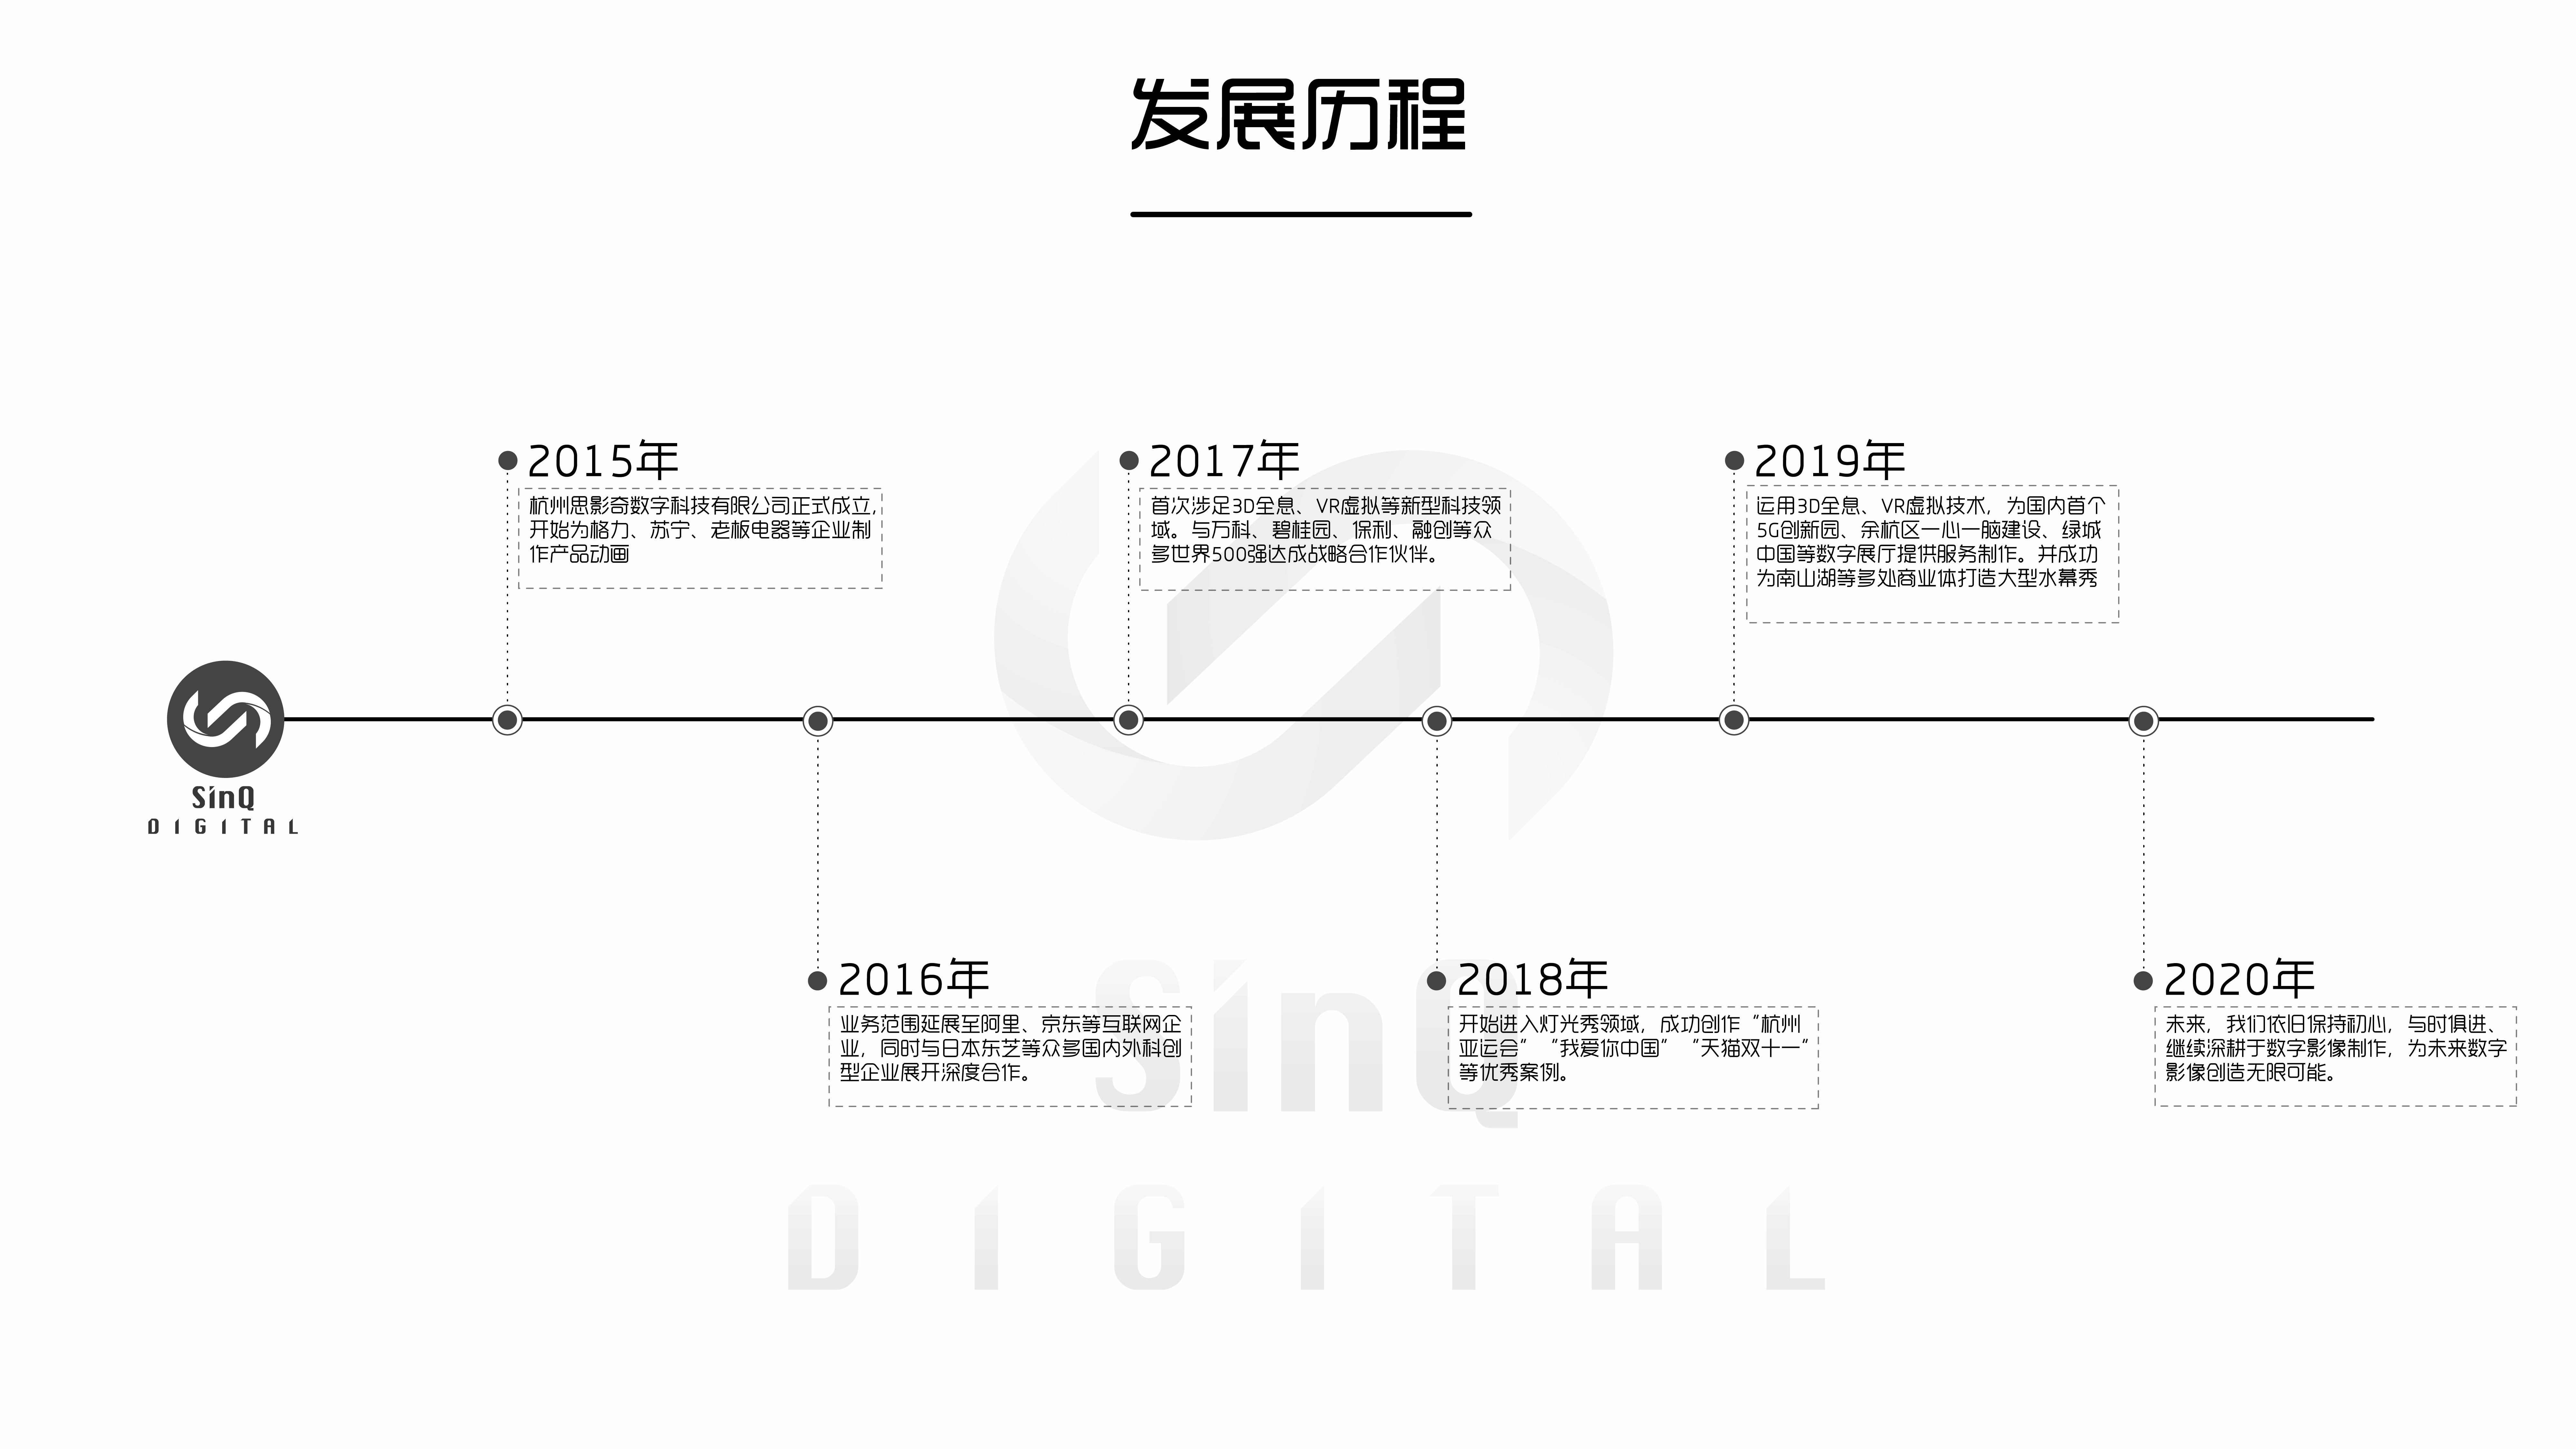 发展历程
2015年
杭州思影奇数字科技有限公司正式成立，
开始为格力、苏宁、老板电器等企业制
作产品动画
2017年
首次涉足3D全息、VR虚拟等新型科技领
域。与万科、碧桂园、保利、融创等众
多世界500强达成战略合作伙伴。
2019年
运用3D全息、VR虚拟技术，为国内首个
5G创新园、余杭区一心一脑建设、绿城
中国等数字展厅提供服务制作。并成功
为南山湖等多处商业体打造大型水幕秀
SinQ
DIGITAL
2016年
业务范围延展至阿里、京东等互联网企
业，同时与日本东芝等众多国内外科创
型企业展开深度合作。
2018年
开始进入灯光秀领域，成功创作“杭州
亚运会”“我爱你中国”“天猫双十一”
等优秀案例。
2020年
未来，我们依旧保持初心，与时俱进、
继续深耕于数字影像制作，为未来数字
影像创造无限可能。
SinQ
DIGITAL